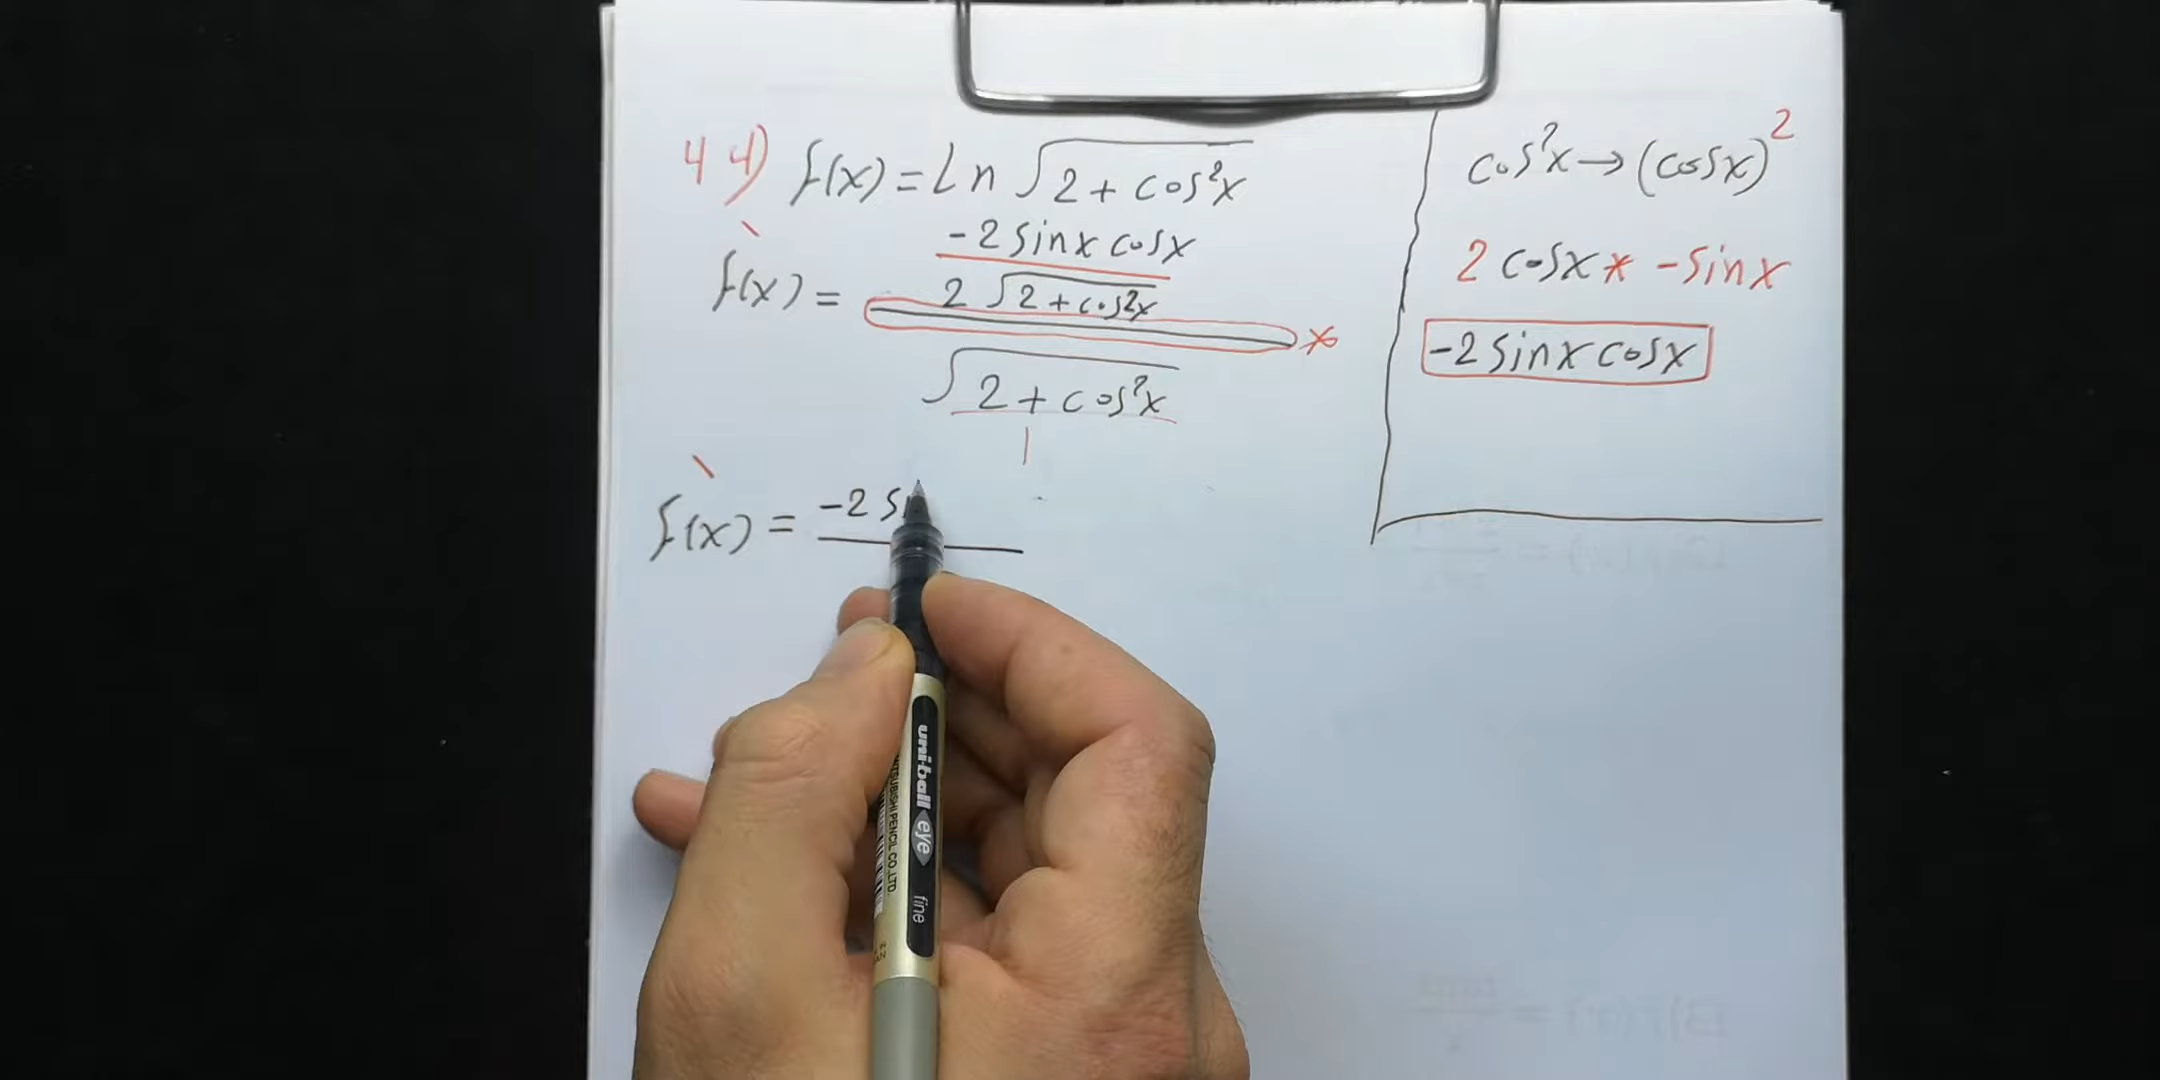 44) f(x) = Ln √2 + cos²x
f'(x) = -2 sinx cosx
2 √2 + cos²x
*
√2 + cos²x
1
f'(x) = -2 s
cos²x → (cosx)²
2 cosx * -sinx
-2 sinx cosx
uni-ball eye fine
MITSUBISHI PENCIL CO.,LTD.